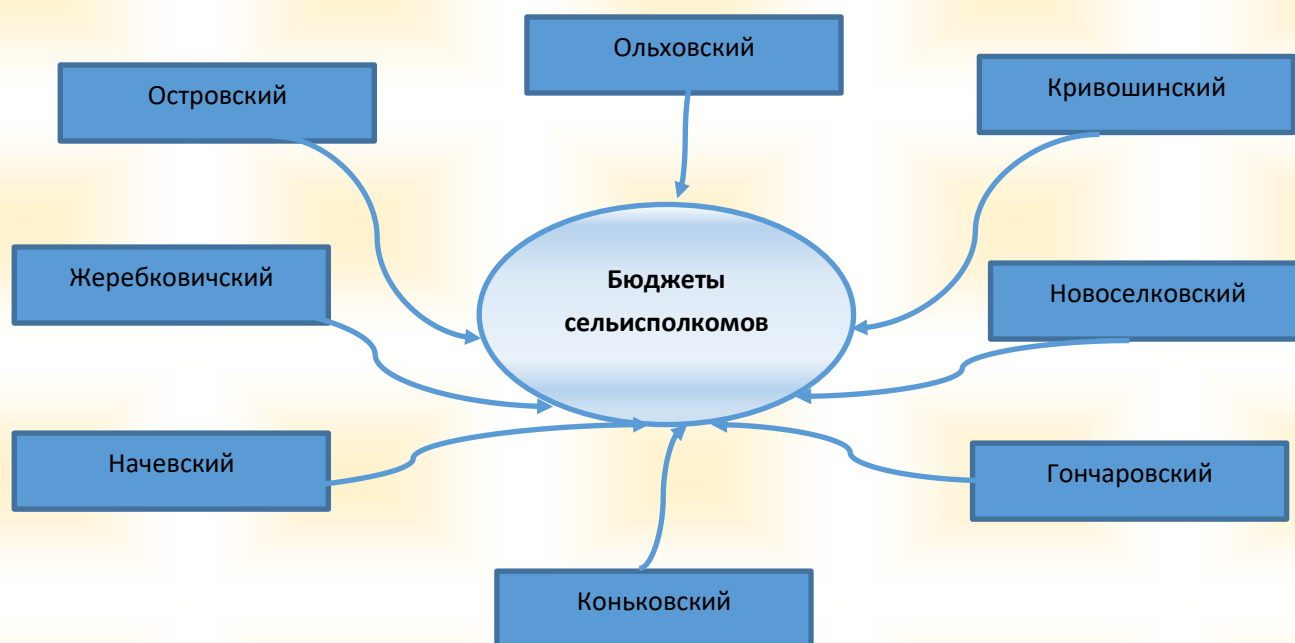 Ольховский
Островский
Кривошинский
Жеребковичский
Бюджеты
сельисполкомов
Новоселковский
Начевский
Гончаровский
Коньковский